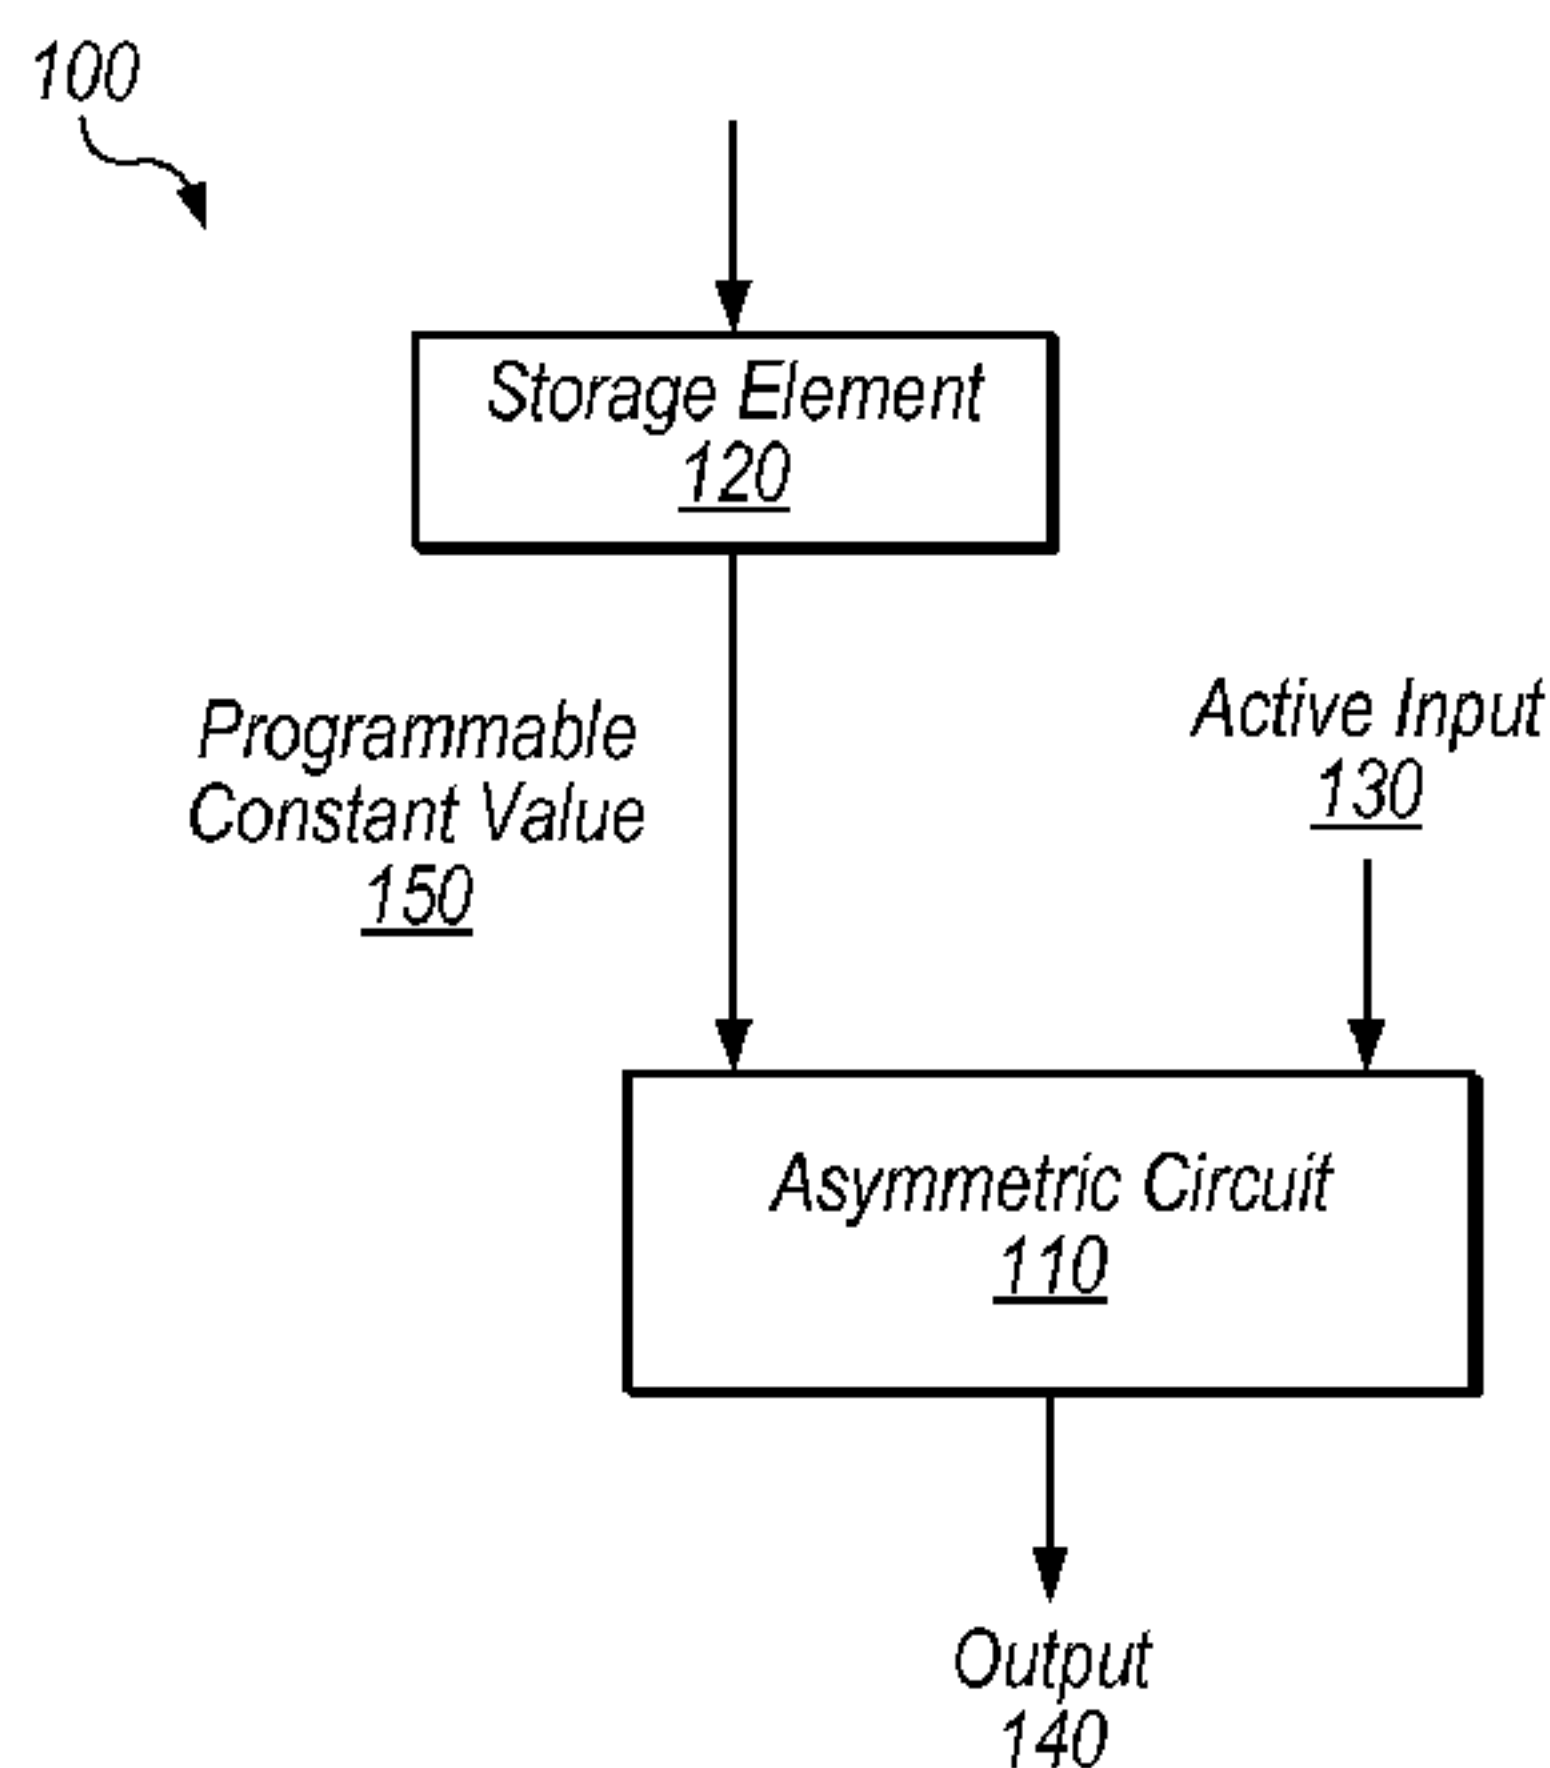 100
Storage Element
120
Programmable
Constant Value
150
Active Input
130
Asymmetric Circuit
110
Output
140